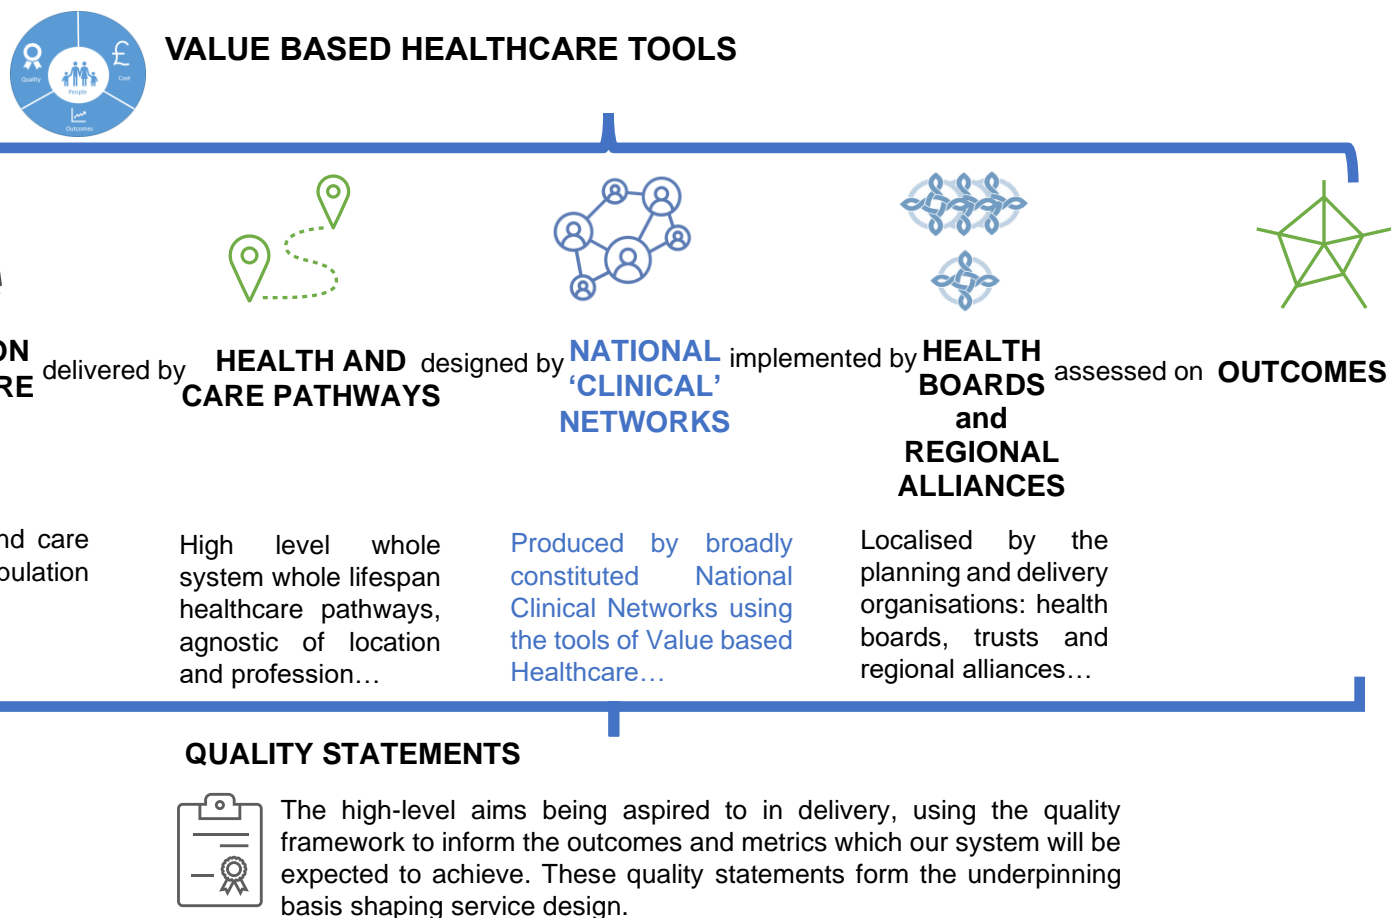 VALUE BASED HEALTHCARE TOOLS
Quality
£
Cost
People
Outcomes
delivered by
HEALTH AND
CARE PATHWAYS
designed by
NATIONAL
‘CLINICAL’
NETWORKS
implemented by
HEALTH
BOARDS
and
REGIONAL
ALLIANCES
assessed on
OUTCOMES
ON
RE
nd care
High level whole
system whole lifespan
healthcare pathways,
agnostic of location
and profession…
Produced by broadly
constituted National
Clinical Networks using
the tools of Value based
Healthcare…
Localised by the
planning and delivery
organisations: health
boards, trusts and
regional alliances…
QUALITY STATEMENTS
The high-level aims being aspired to in delivery, using the quality
framework to inform the outcomes and metrics which our system will be
expected to achieve. These quality statements form the underpinning
basis shaping service design.